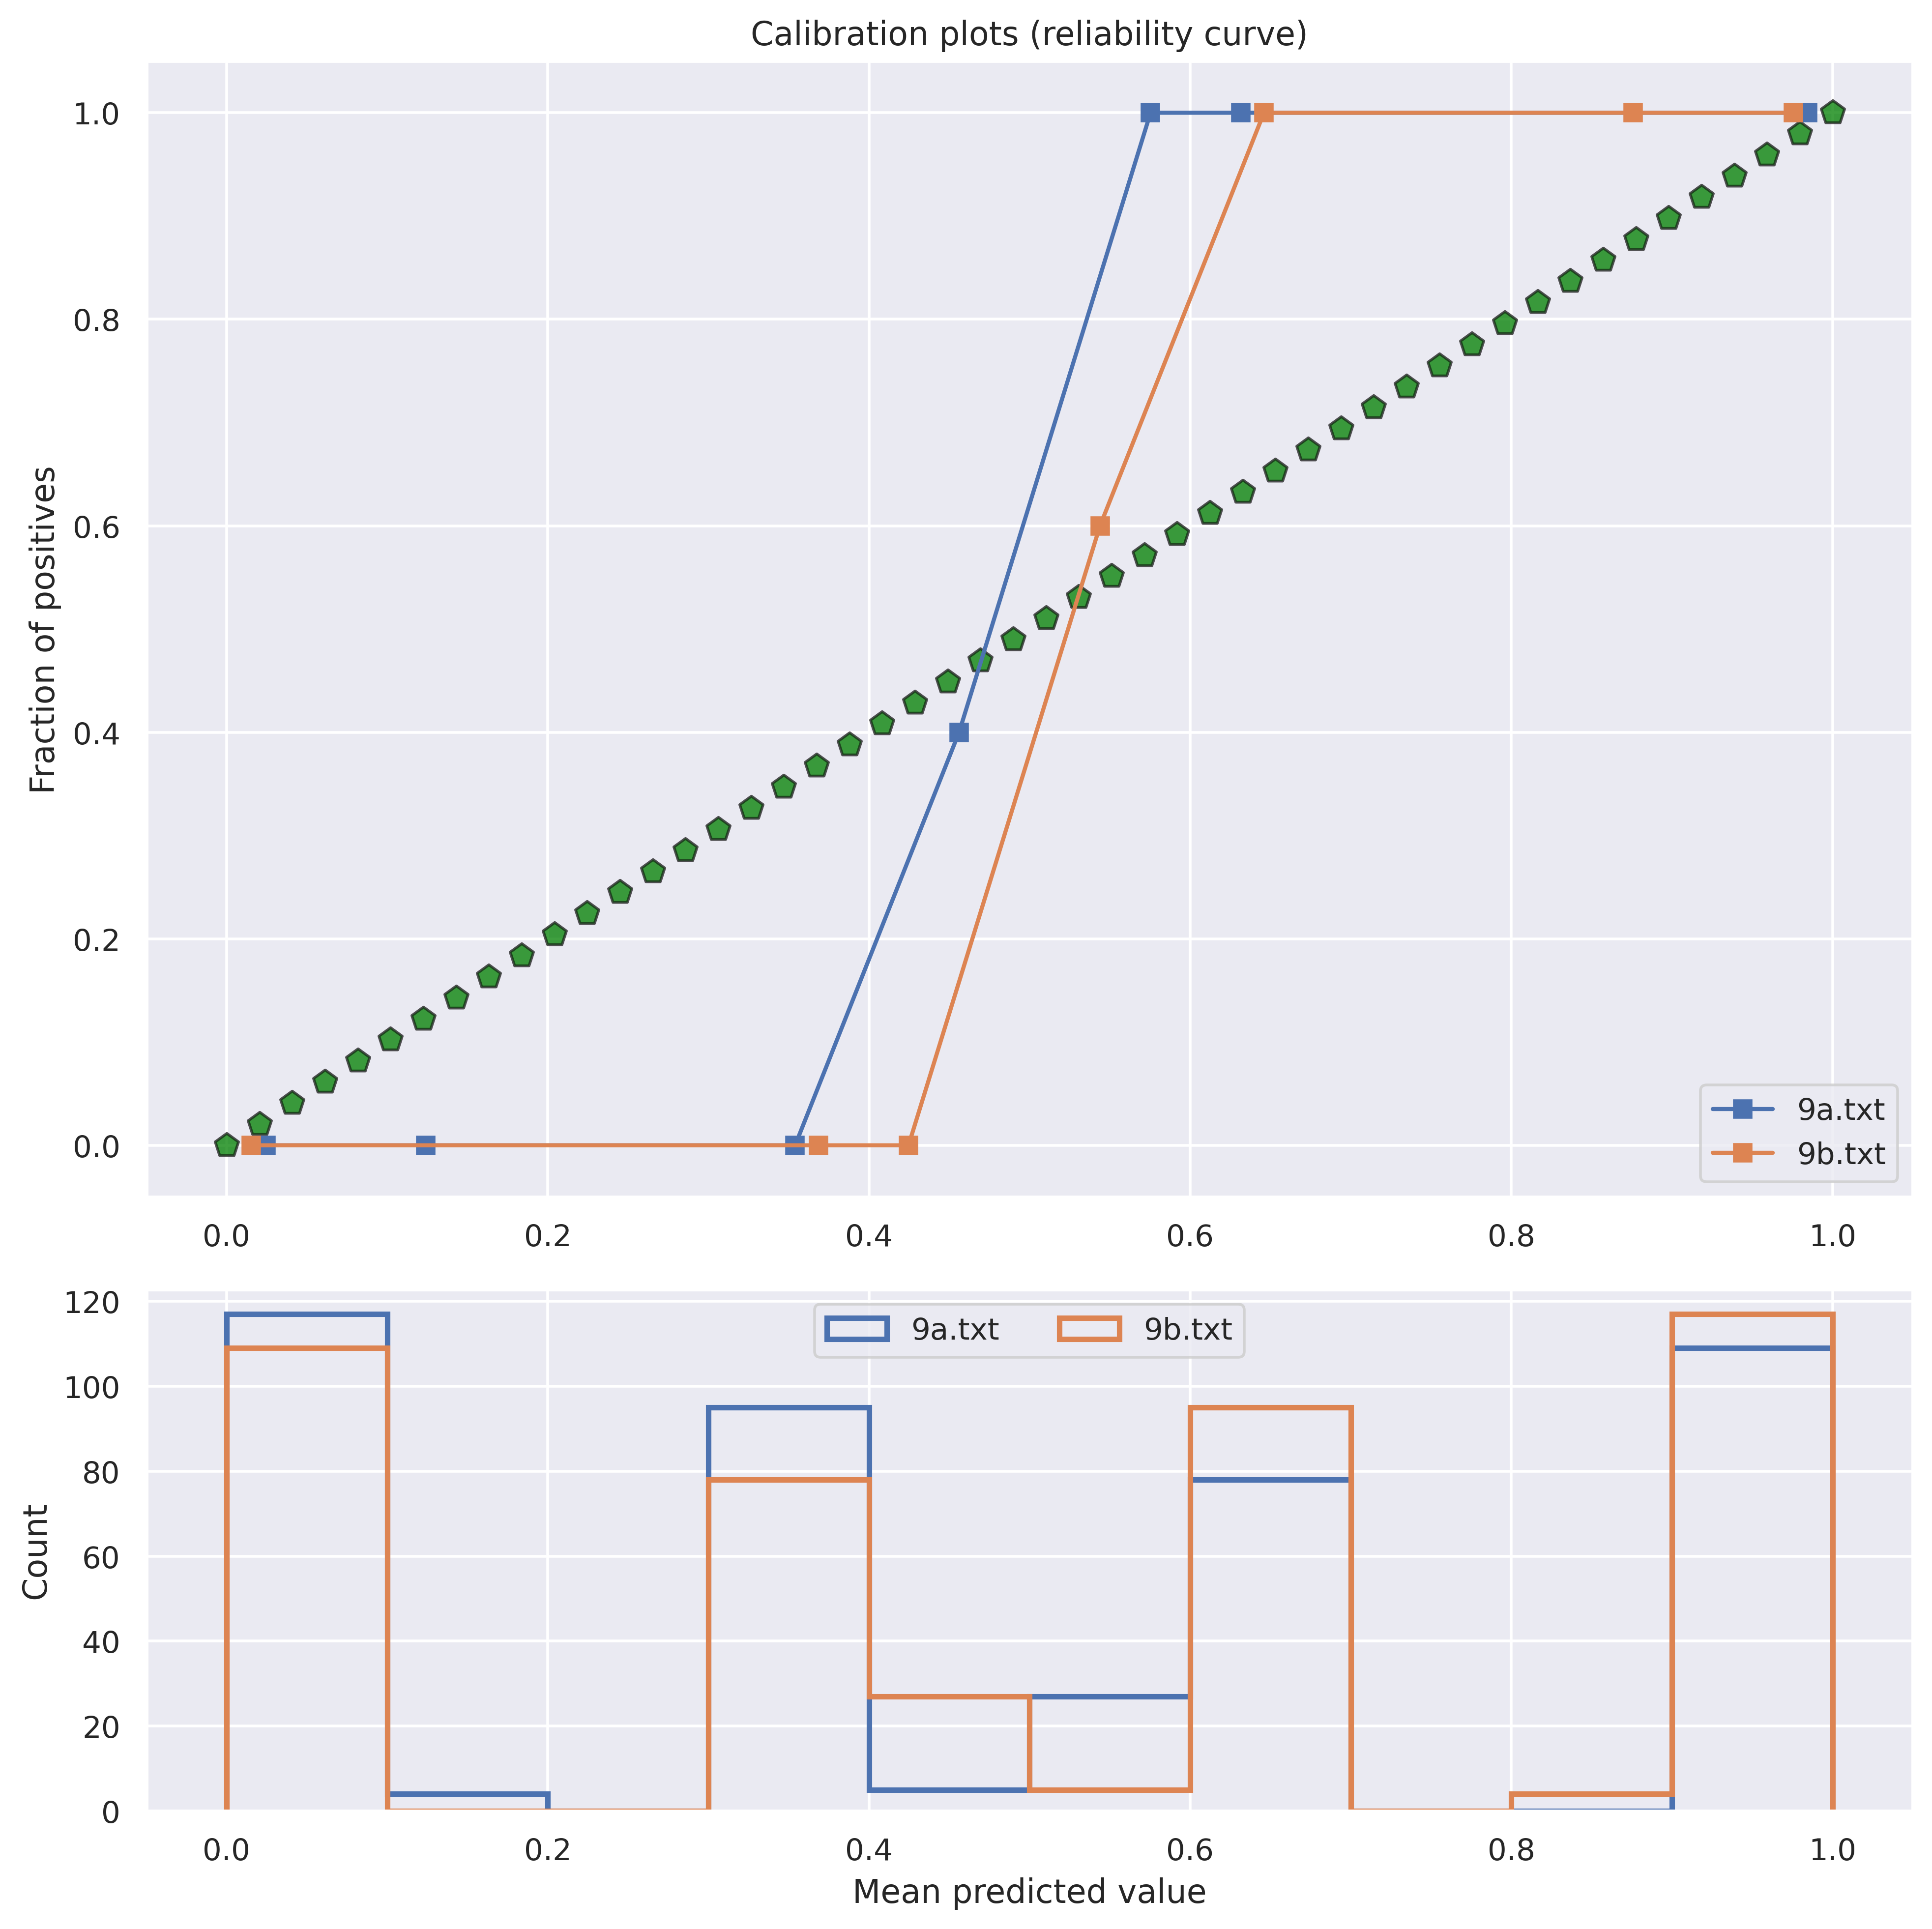 Calibration plots (reliability curve)
1.0
0.8
0.6
0.4
0.2
0.0
Fraction of positives
9a.txt
9b.txt
0.0 0.2 0.4 0.6 0.8 1.0
120
100
80
60
40
20
0
Count
9a.txt 9b.txt
0.0 0.2 0.4 0.6 0.8 1.0
Mean predicted value